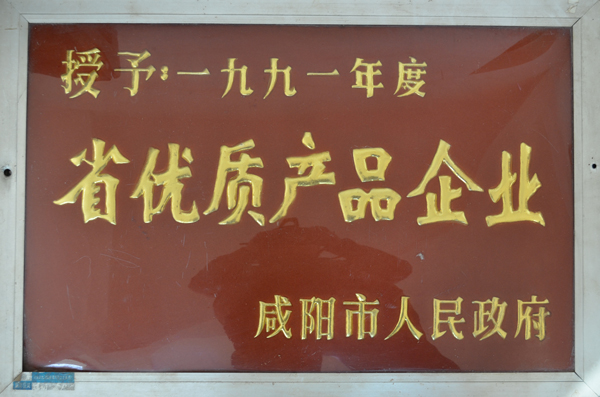 授予:一九九一年度
省优质产品企业
咸阳市人民政府